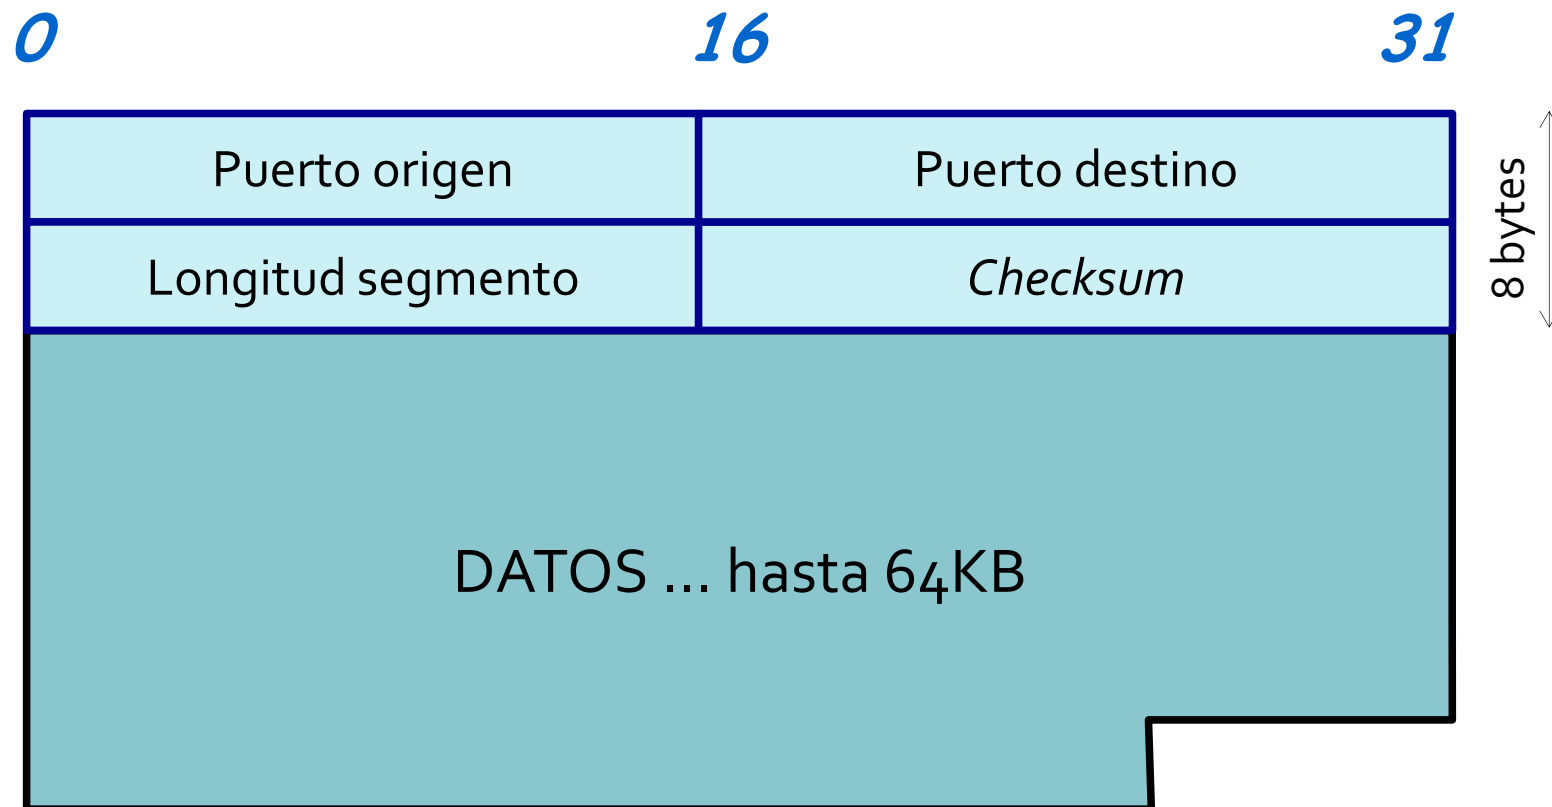 0 16 31
Puerto origen Puerto destino
8 bytes
Longitud segmento Checksum
DATOS ... hasta 64KB